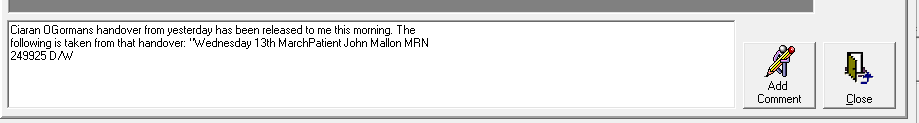 Ciaran OGormans handover from yesterday has been released to me this morning. The
following is taken from that handover: "Wednesday 13th MarchPatient John Mallon MRN
249925 D/W
Add
Comment
Close